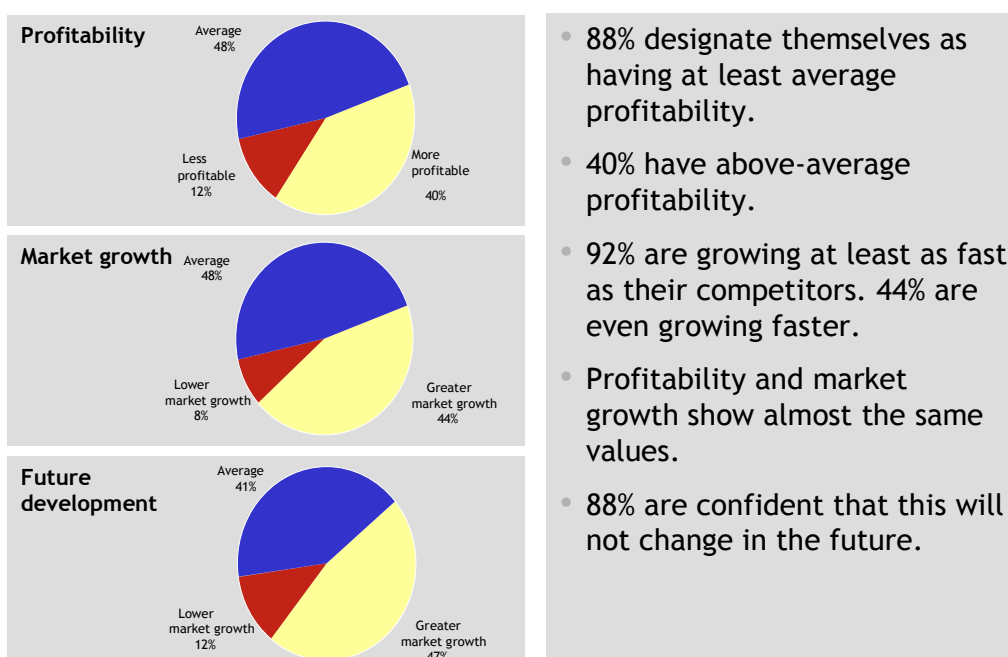 Profitability
Average
48%
Less
profitable
12%
More
profitable
40%
Market growth
Average
48%
Lower
market growth
8%
Greater
market growth
44%
Future
development
Average
41%
Lower
market growth
12%
Greater
market growth
47%
• 88% designate themselves as
having at least average
profitability.
• 40% have above-average
profitability.
• 92% are growing at least as fast
as their competitors. 44% are
even growing faster.
• Profitability and market
growth show almost the same
values.
• 88% are confident that this will
not change in the future.